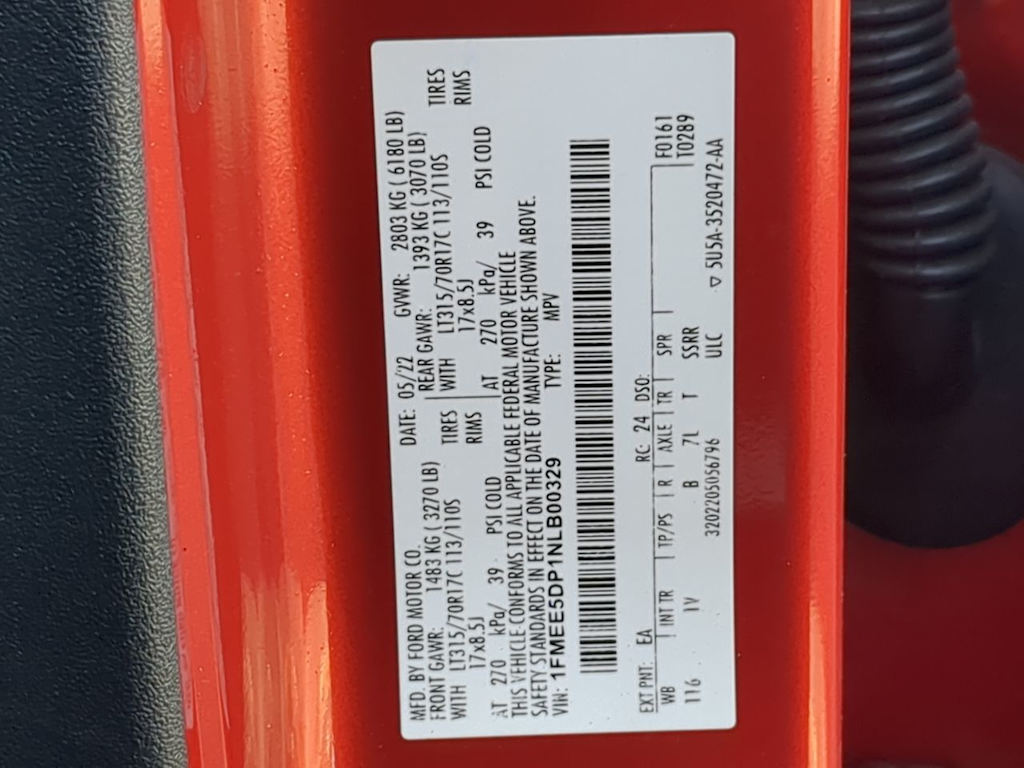 MFD. BY FORD MOTOR CO. DATE: 05/22 GVWR: 2803 KG ( 6180 LB)
FRONT GAWR: 1483 KG ( 3270 LB) REAR GAWR: 1393 KG ( 3070 LB)
WITH LT315/70R17C 113/110S TIRES WITH LT315/70R17C 113/110S TIRES
17x8.5J RIMS 17x8.5J RIMS
AT 270 kPa/ 39 PSI COLD AT 270 kPa/ 39 PSI COLD
THIS VEHICLE CONFORMS TO ALL APPLICABLE FEDERAL MOTOR VEHICLE
SAFETY STANDARDS IN EFFECT ON THE DATE OF MANUFACTURE SHOWN ABOVE.
VIN: 1FMEE5DP1NLB00329 TYPE: MPV
EXT PNT: EA RC: 24 DSO: F0161
WB INT TR TP/PS R AXLE TR SPR T0289
116 1V B 7L T SSRR
3202205056796 ULC ▽ 5U5A-3520472-AA